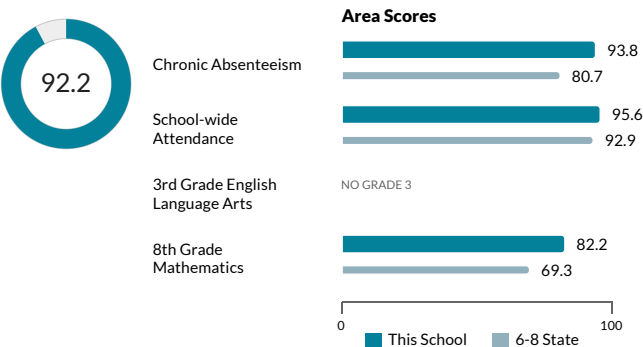 Area Scores
92.2
Chronic Absenteeism
93.8
80.7
School-wide
Attendance
95.6
92.9
3rd Grade English
Language Arts
NO GRADE 3
8th Grade
Mathematics
82.2
69.3
0
100
This School
6-8 State